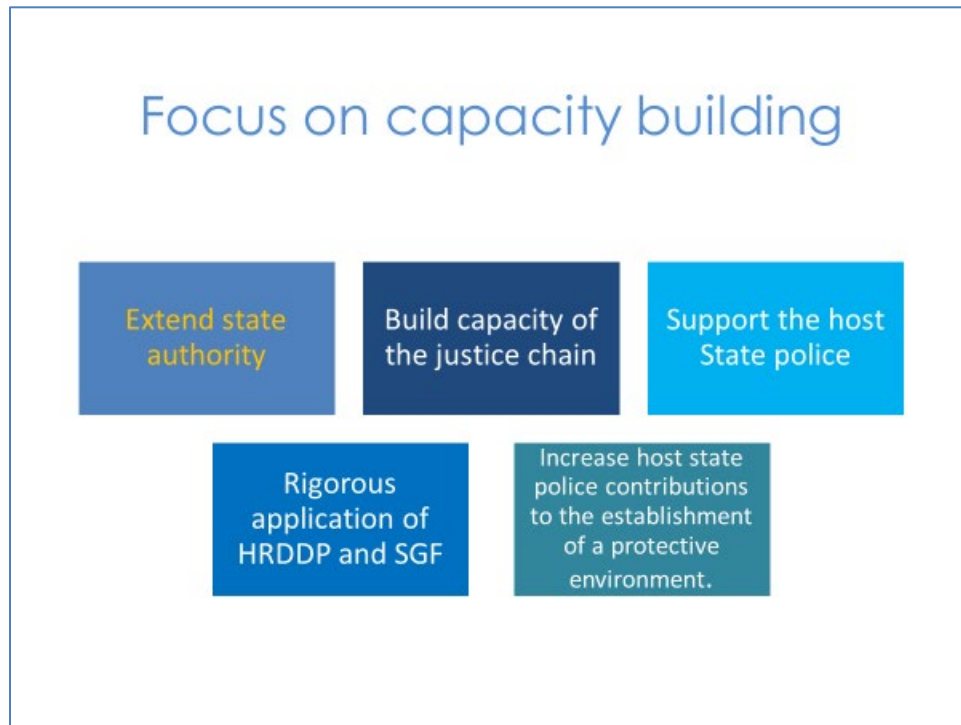 Focus on capacity building
Extend state
authority
Build capacity of
the justice chain
Support the host
State police
Rigorous
application of
HRDDP and SGF
Increase host state
police contributions
to the establishment
of a protective
environment.